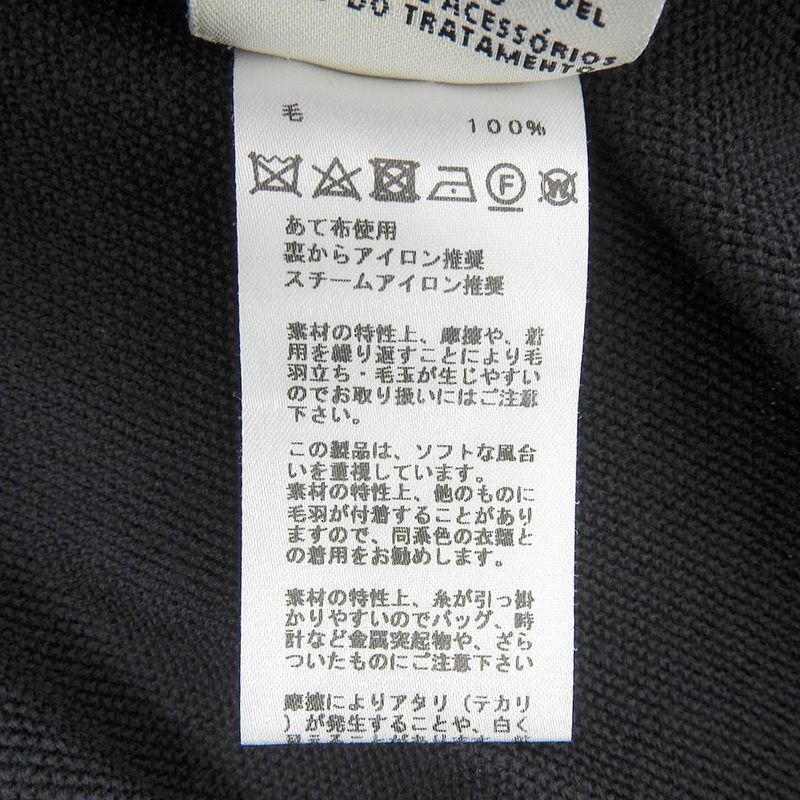 DEL
ACESSÓRIOS
DO TRATAMENTO
毛 100%
F W
あて布使用
裏からアイロン推奨
スチームアイロン推奨
素材の特性上、摩擦や、着
用を繰り返すことにより毛
羽立ち・毛玉が生じやすい
のでお取り扱いにはご注意
下さい。
この製品は、ソフトな風合
いを重視しています。
素材の特性上、他のものに
毛羽が付着することがあり
ますので、同系色の衣類と
の着用をお勧めします。
素材の特性上、糸が引っ掛
かりやすいのでバッグ、時
計など金属突起物や、ざら
ついたものにご注意下さい
摩擦によりアタリ（テカリ
）が発生することや、白く